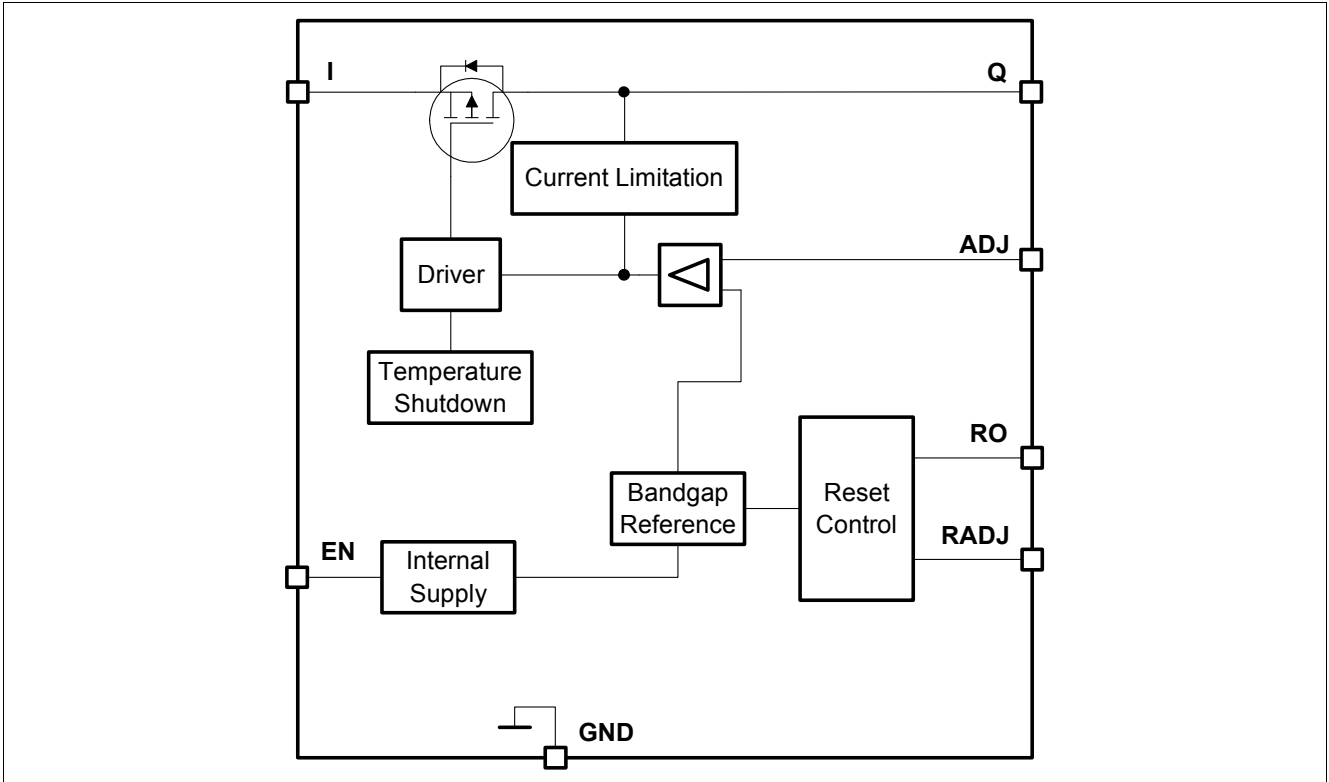 I
Q
Current Limitation
ADJ
Driver
Temperature
Shutdown
RO
Bandgap
Reference
Reset
Control
RADJ
EN
Internal
Supply
GND